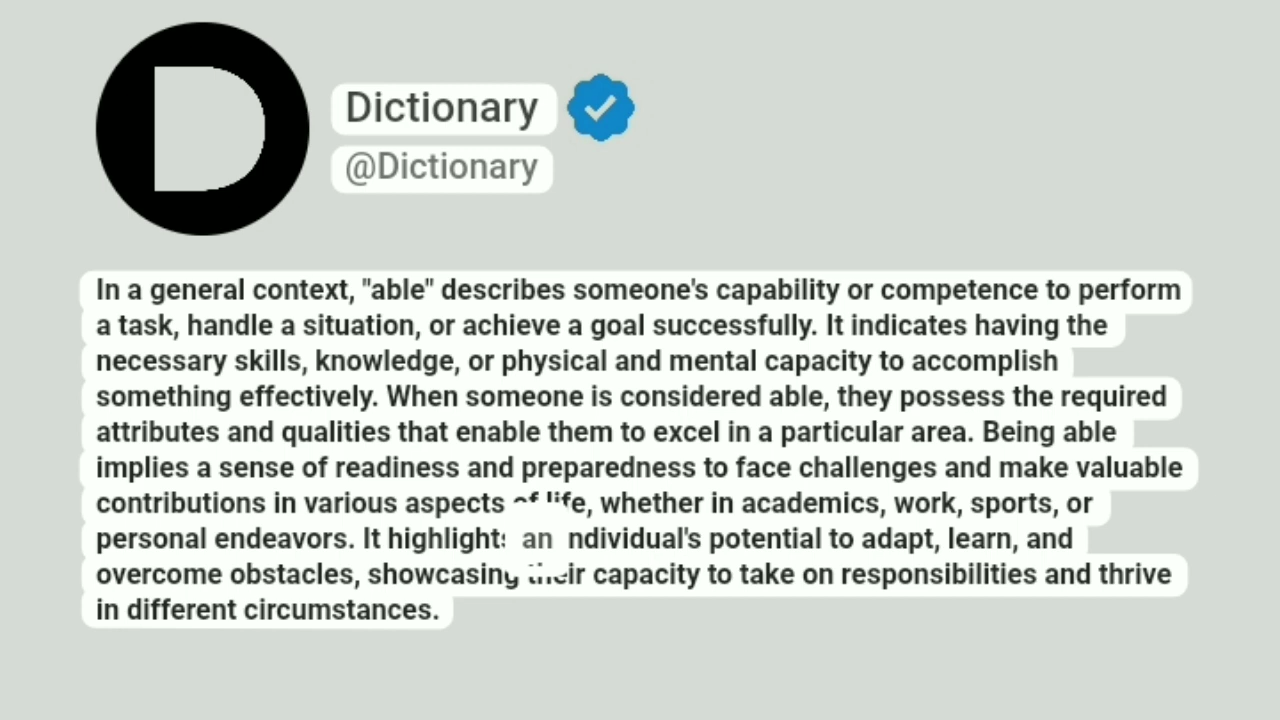 D
Dictionary
@Dictionary
In a general context, "able" describes someone's capability or competence to perform
a task, handle a situation, or achieve a goal successfully. It indicates having the
necessary skills, knowledge, or physical and mental capacity to accomplish
something effectively. When someone is considered able, they possess the required
attributes and qualities that enable them to excel in a particular area. Being able
implies a sense of readiness and preparedness to face challenges and make valuable
contributions in various aspects of life, whether in academics, work, sports, or
personal endeavors. It highlights an individual's potential to adapt, learn, and
overcome obstacles, showcasing their capacity to take on responsibilities and thrive
in different circumstances.